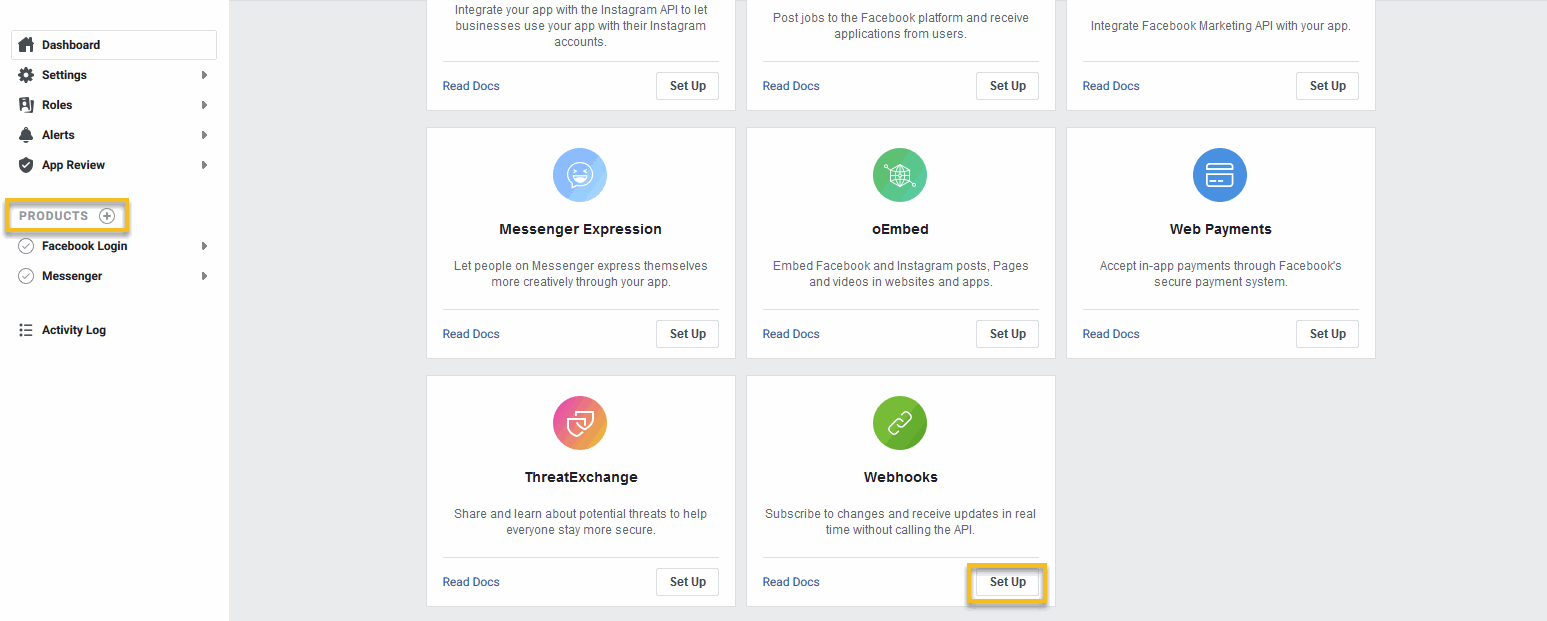 Dashboard
Settings
Roles
Alerts
App Review
PRODUCTS
Facebook Login
Messenger
Activity Log
Integrate your app with the Instagram API to let
businesses use your app with their Instagram
accounts.
Read Docs
Set Up
Post jobs to the Facebook platform and receive
applications from users.
Read Docs
Set Up
Integrate Facebook Marketing API with your app.
Read Docs
Set Up
Messenger Expression
Let people on Messenger express themselves
more creatively through your app.
Read Docs
Set Up
oEmbed
Embed Facebook and Instagram posts, Pages
and videos in websites and apps.
Read Docs
Set Up
Web Payments
Accept in-app payments through Facebook's
secure payment system.
Read Docs
Set Up
ThreatExchange
Share and learn about potential threats to help
everyone stay more secure.
Read Docs
Set Up
Webhooks
Subscribe to changes and receive updates in real
time without calling the API.
Read Docs
Set Up